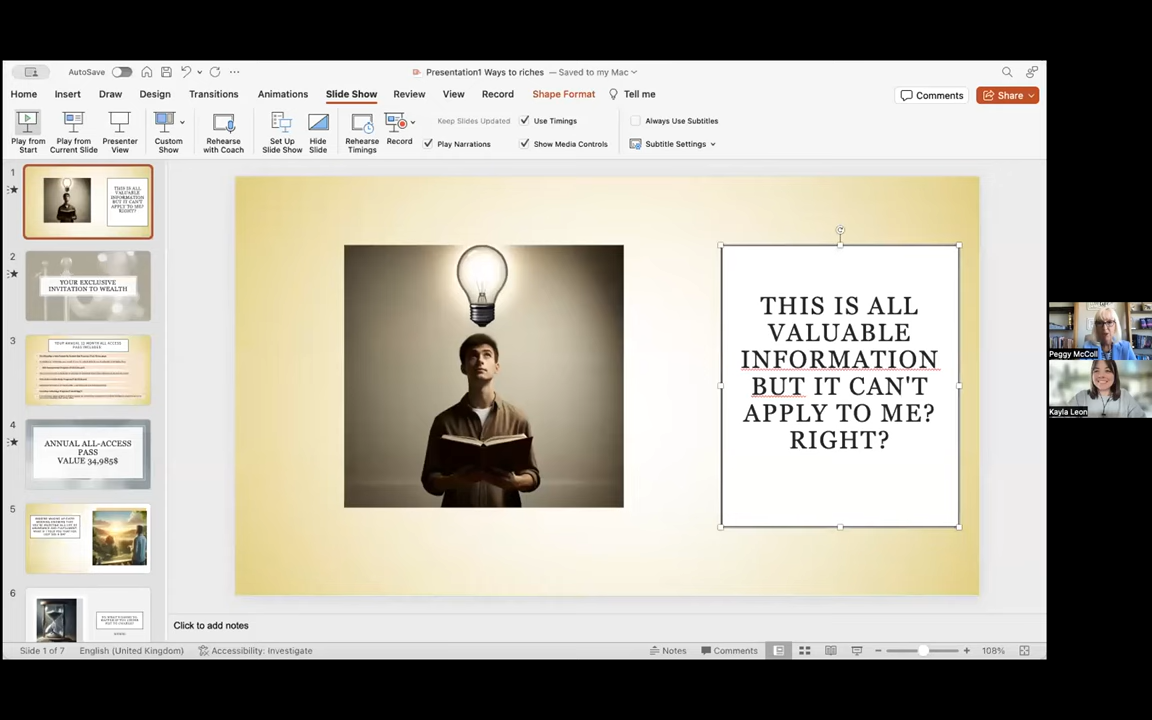 AutoSave
Presentation1 Ways to riches — Saved to my Mac
Home Insert Draw Design Transitions Animations Slide Show Review View Record Shape Format Tell me
Comments Share
Play from Start
Play from Current Slide
Presenter View
Custom Show
Rehearse with Coach
Set Up Slide Show
Hide Slide
Rehearse Timings
Record
Keep Slides Updated
Use Timings
Play Narrations
Show Media Controls
Always Use Subtitles
Subtitle Settings
1
THIS IS ALL
VALUABLE
INFORMATION
BUT IT CAN'T
APPLY TO ME?
RIGHT?
2
YOUR EXCLUSIVE
INVITATION TO WEALTH
3
4
ANNUAL ALL-ACCESS
PASS
VALUE 34,985$
5
6
THIS IS ALL
VALUABLE
INFORMATION
BUT IT CAN'T
APPLY TO ME?
RIGHT?
Peggy McColl
Kayla Leon
Click to add notes
Slide 1 of 7 English (United Kingdom) Accessibility: Investigate Notes Comments 108%